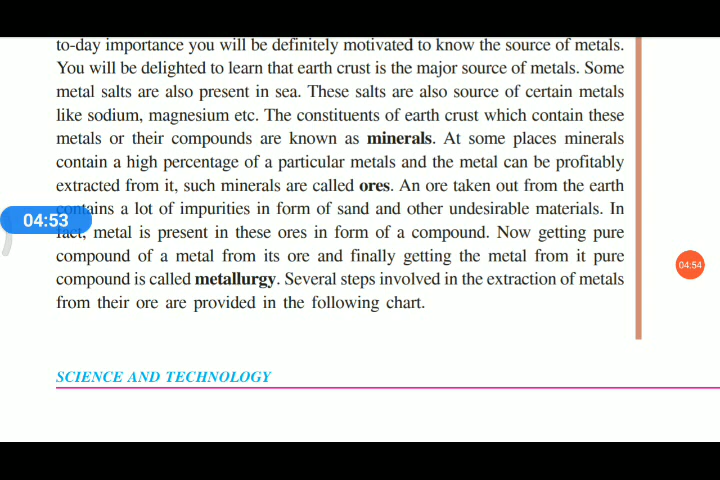 to-day importance you will be definitely motivated to know the source of metals.
You will be delighted to learn that earth crust is the major source of metals. Some
metal salts are also present in sea. These salts are also source of certain metals
like sodium, magnesium etc. The constituents of earth crust which contain these
metals or their compounds are known as minerals. At some places minerals
contain a high percentage of a particular metals and the metal can be profitably
extracted from it, such minerals are called ores. An ore taken out from the earth
04:53
contains a lot of impurities in form of sand and other undesirable materials. In
fact, metal is present in these ores in form of a compound. Now getting pure
compound of a metal from its ore and finally getting the metal from it pure
04:54
compound is called metallurgy. Several steps involved in the extraction of metals
from their ore are provided in the following chart.
SCIENCE AND TECHNOLOGY